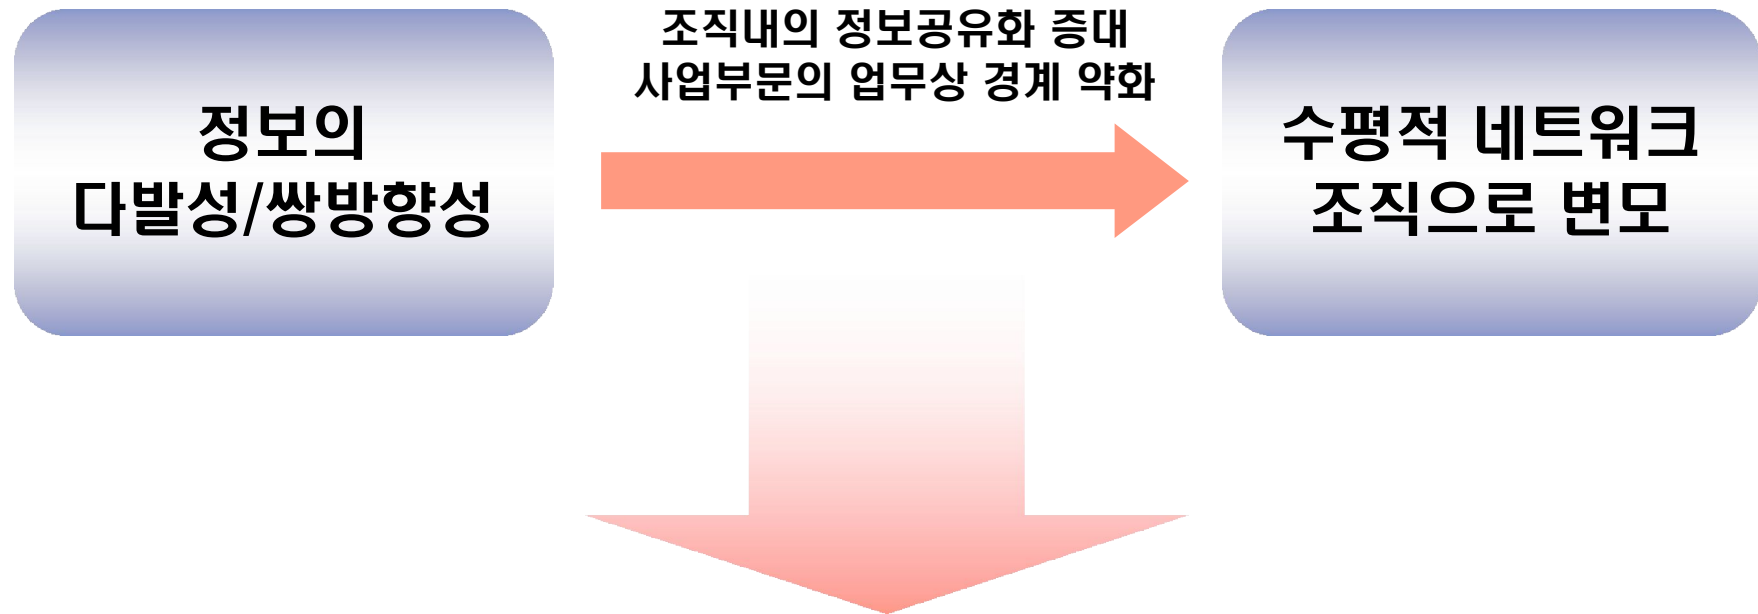 조직내의 정보공유화 증대
사업부문의 업무상 경계 약화
정보의
다발성/쌍방향성
수평적 네트워크
조직으로 변모